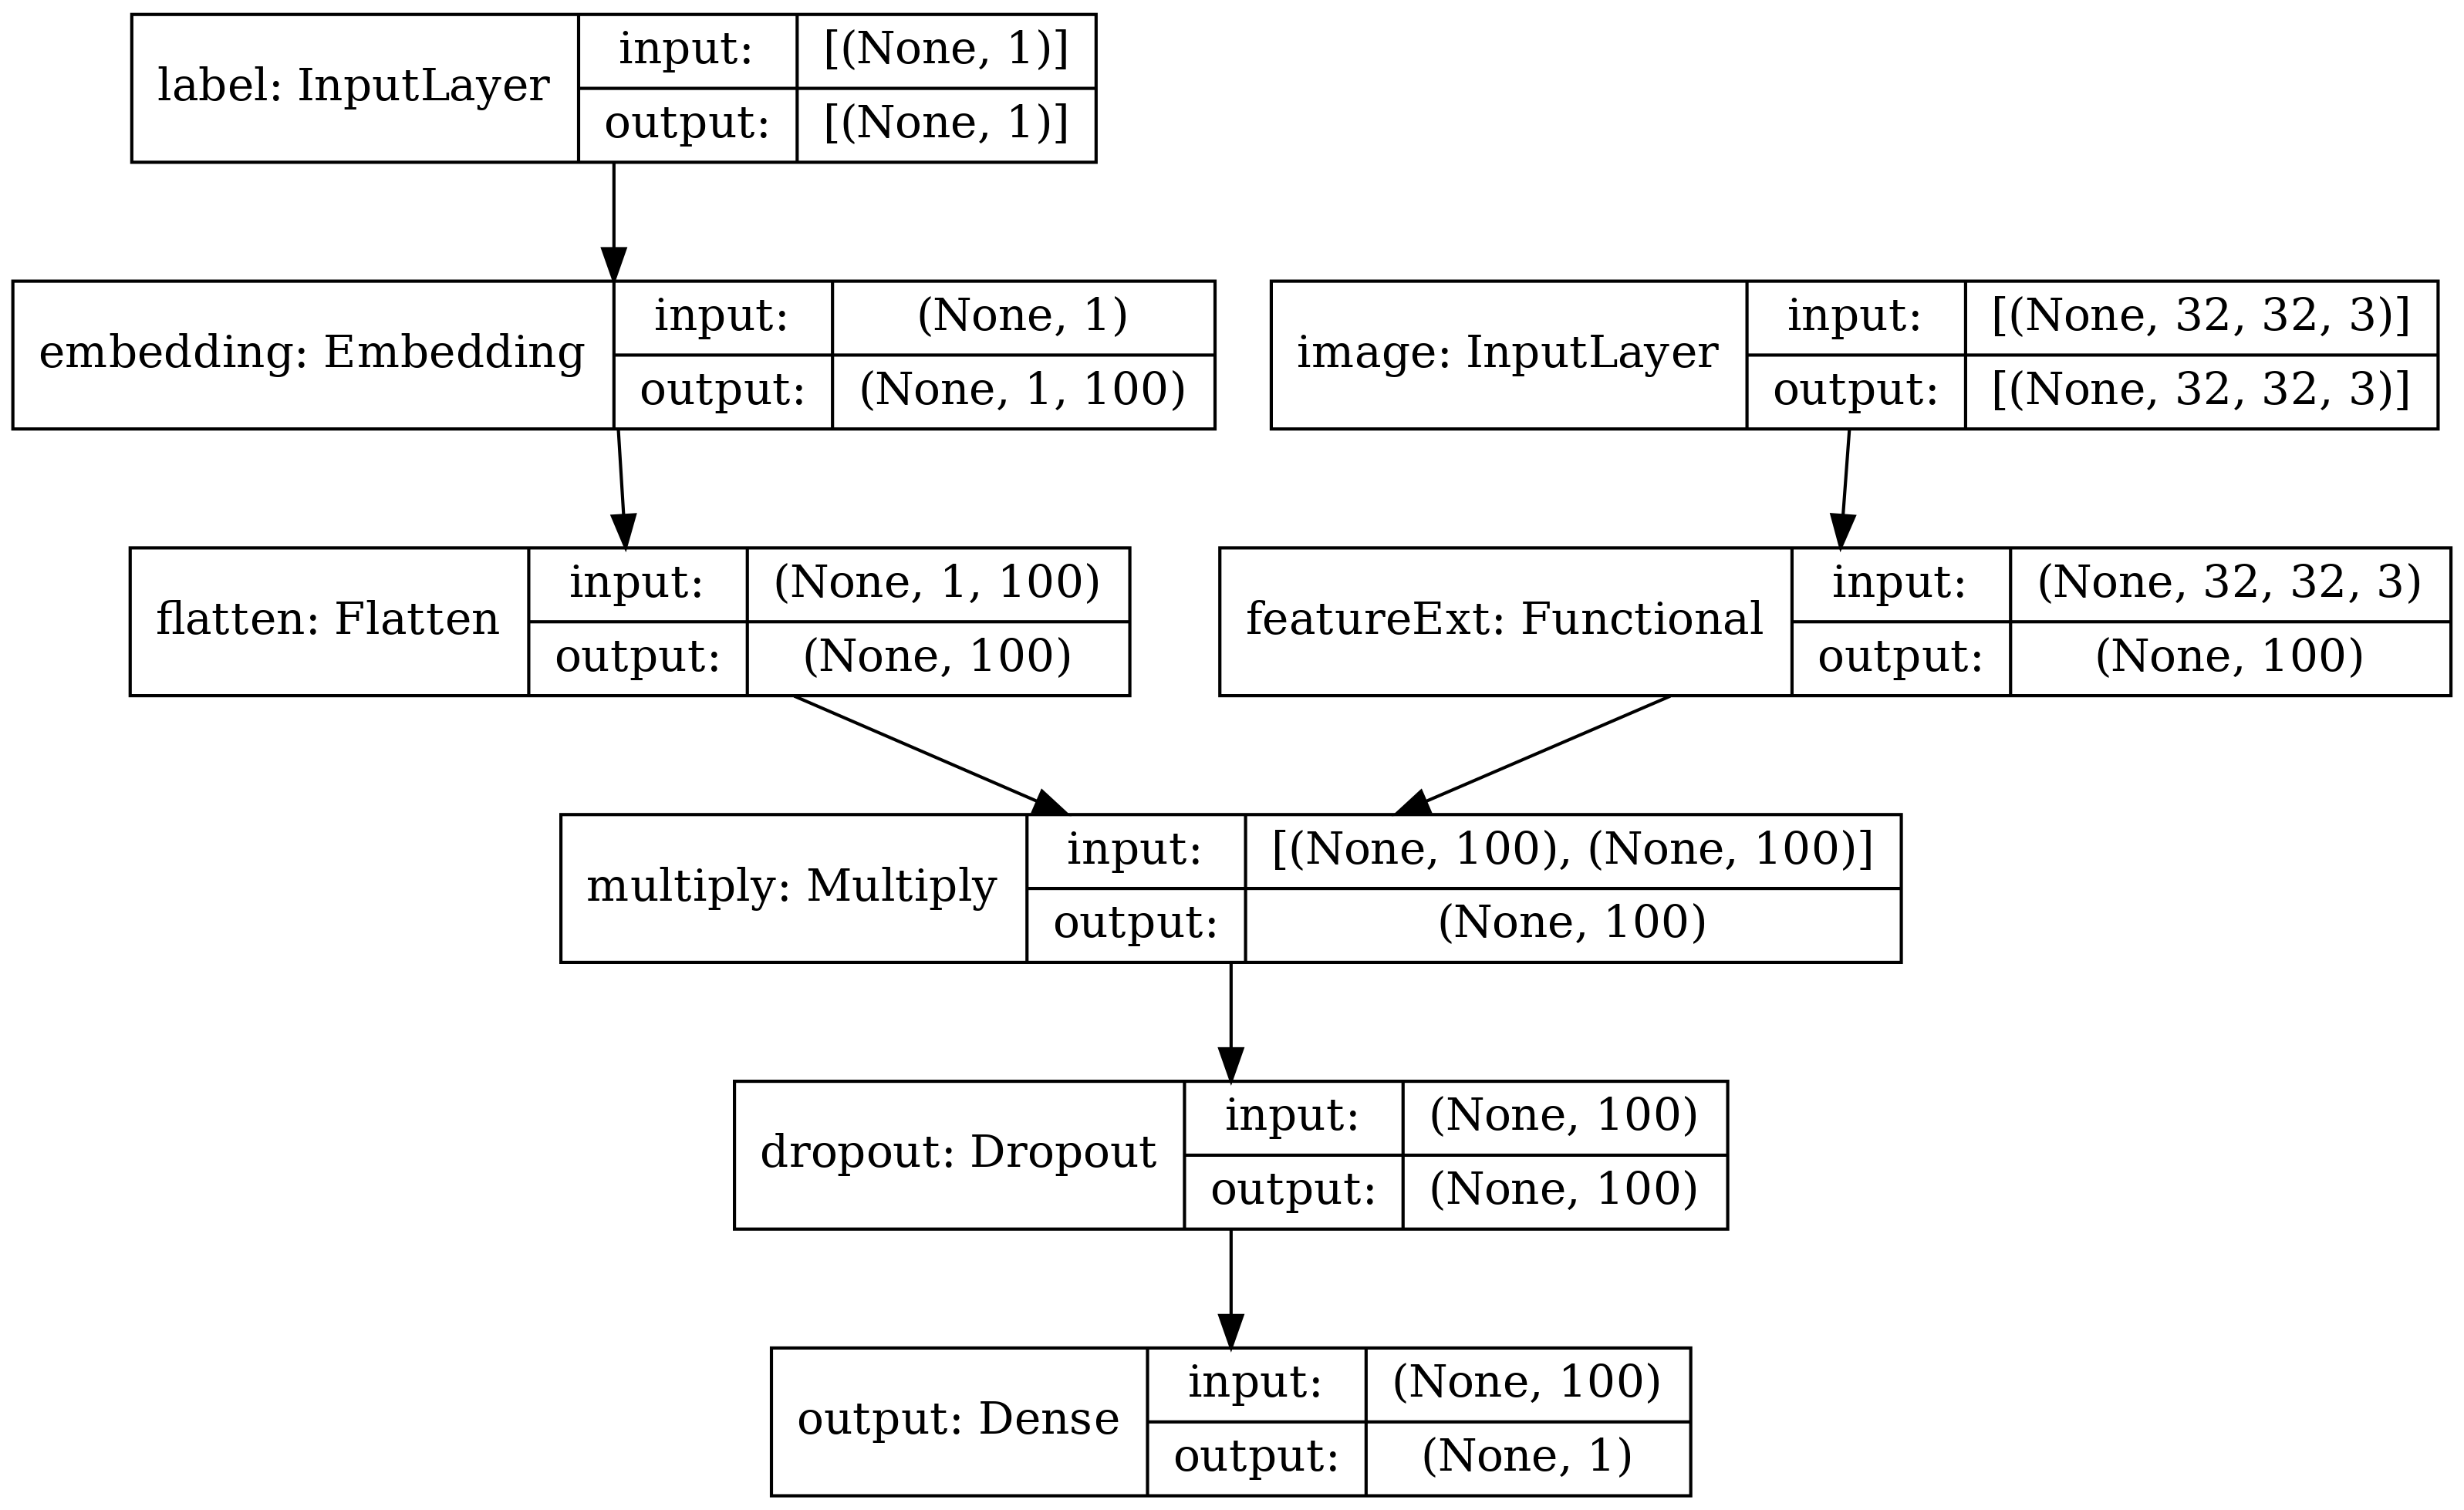 label: InputLayer
input:
[(None, 1)]
output:
[(None, 1)]
embedding: Embedding
input:
(None, 1)
output:
(None, 1, 100)
image: InputLayer
input:
[(None, 32, 32, 3)]
output:
[(None, 32, 32, 3)]
flatten: Flatten
input:
(None, 1, 100)
output:
(None, 100)
featureExt: Functional
input:
(None, 32, 32, 3)
output:
(None, 100)
multiply: Multiply
input:
[(None, 100), (None, 100)]
output:
(None, 100)
dropout: Dropout
input:
(None, 100)
output:
(None, 100)
output: Dense
input:
(None, 100)
output:
(None, 1)